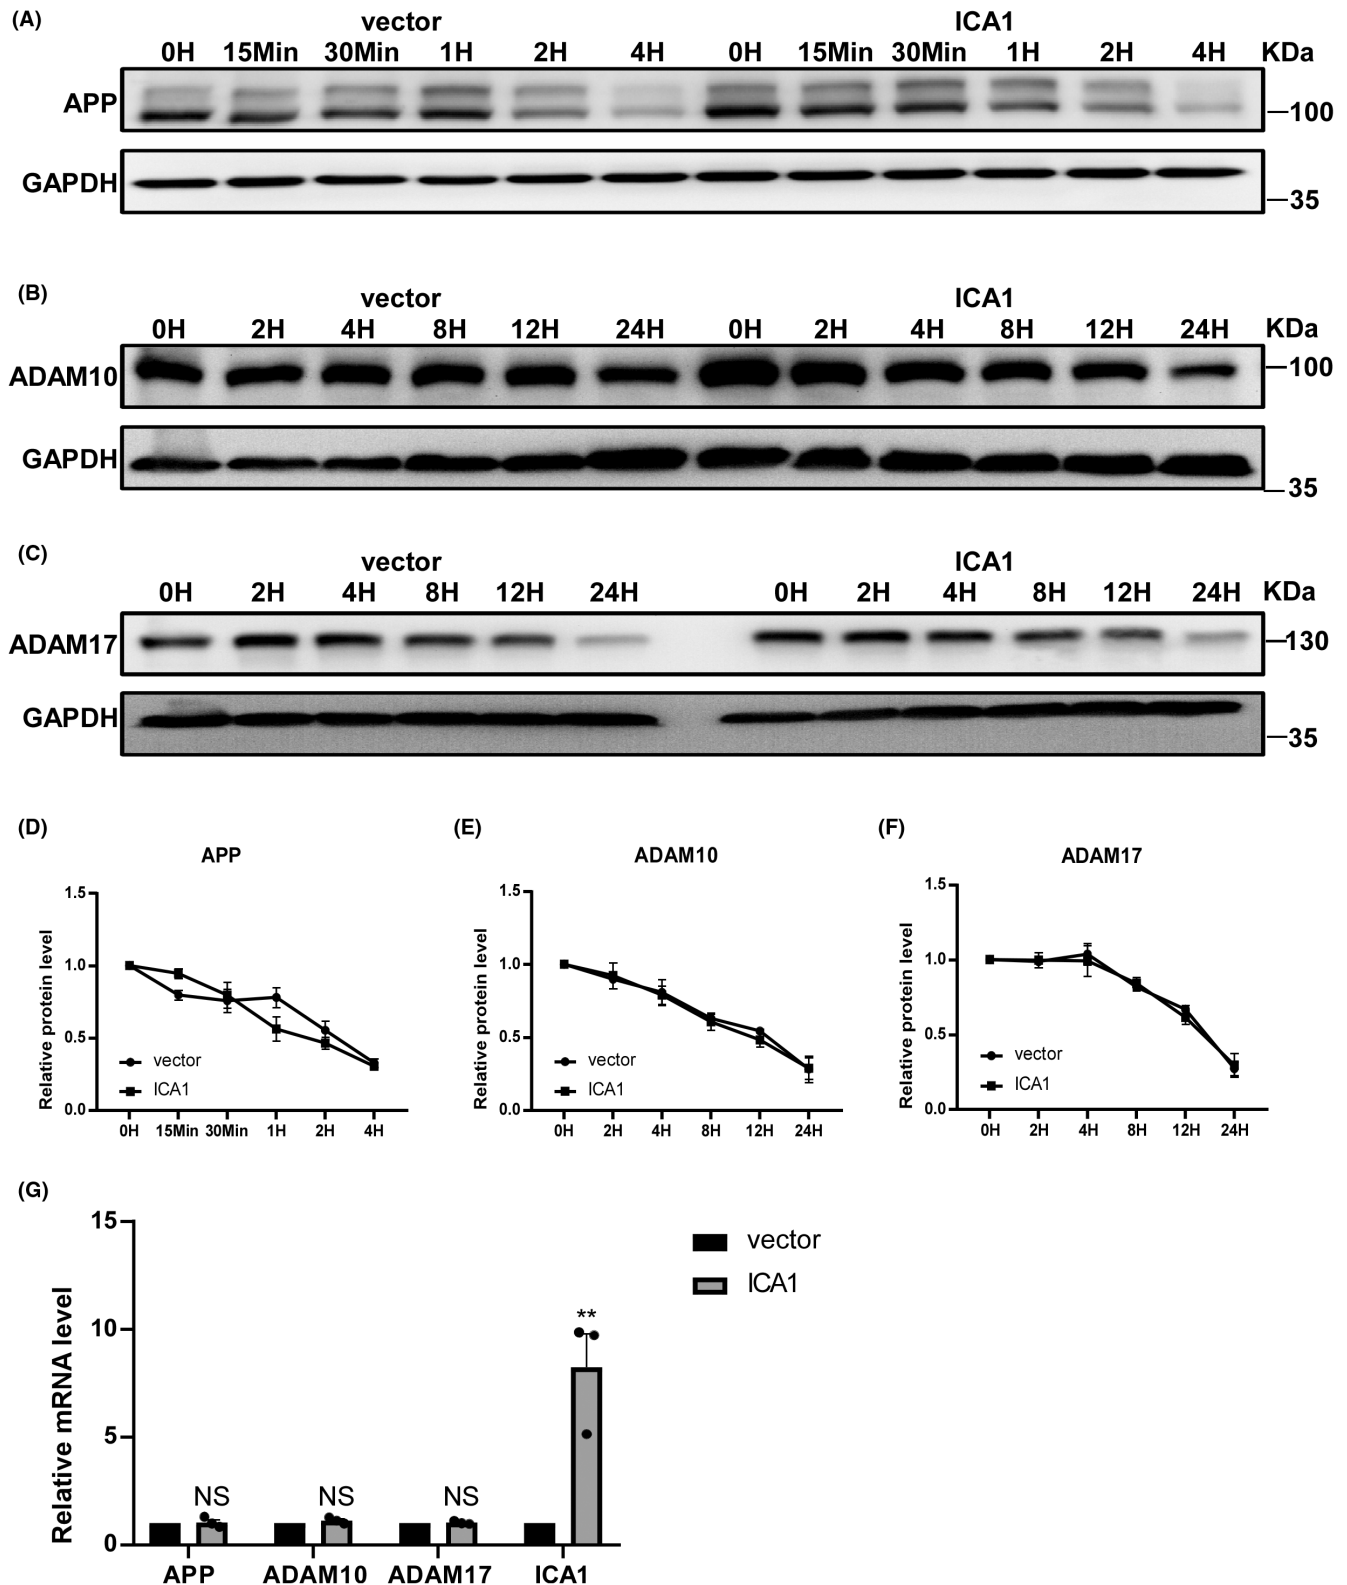 (A)
vector ICA1
0H 15Min 30Min 1H 2H 4H 0H 15Min 30Min 1H 2H 4H KDa
APP
100
GAPDH
35
(B)
vector ICA1
0H 2H 4H 8H 12H 24H 0H 2H 4H 8H 12H 24H KDa
ADAM10
100
GAPDH
35
(C)
vector ICA1
0H 2H 4H 8H 12H 24H 0H 2H 4H 8H 12H 24H KDa
ADAM17
130
GAPDH
35
(D)
APP
Relative protein level
1.5
1.0
0.5
0.0
vector
ICA1
0H 15Min 30Min 1H 2H 4H
(E)
ADAM10
Relative protein level
1.5
1.0
0.5
0.0
vector
ICA1
0H 2H 4H 8H 12H 24H
(F)
ADAM17
Relative protein level
1.5
1.0
0.5
0.0
vector
ICA1
0H 2H 4H 8H 12H 24H
(G)
Relative mRNA level
15
10
5
0
vector
ICA1
**
NS NS NS
APP ADAM10 ADAM17 ICA1